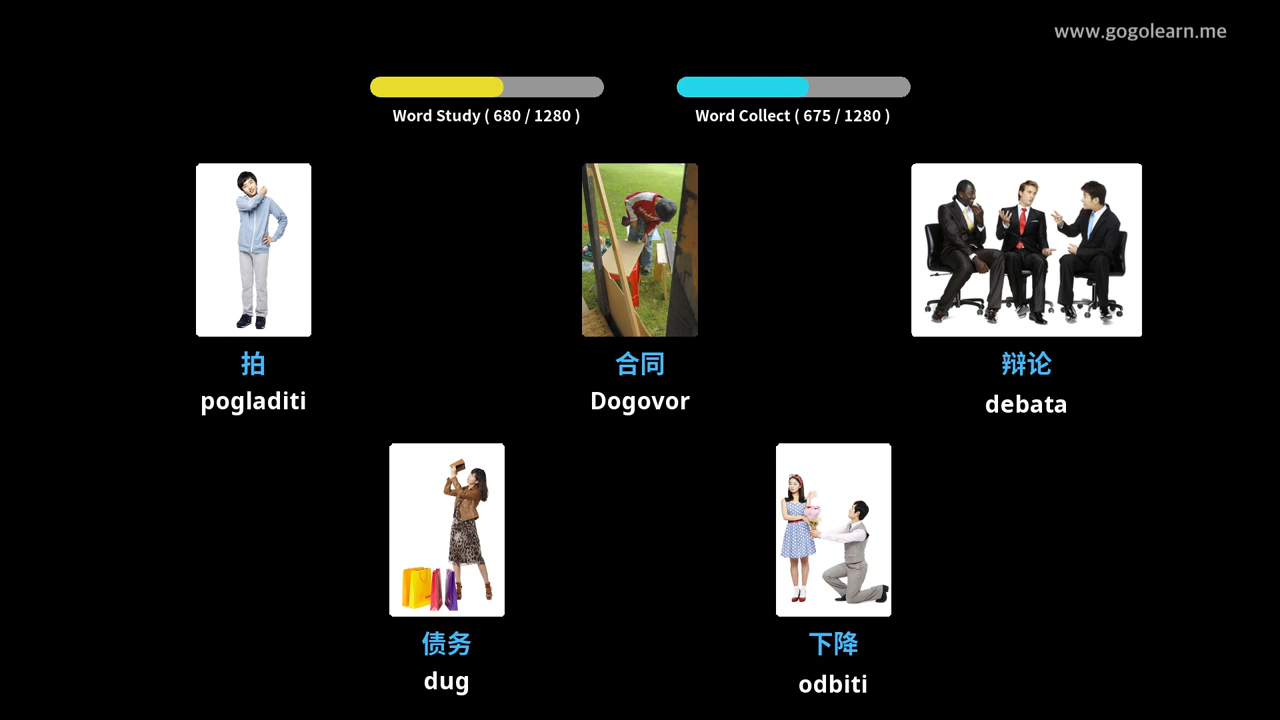 www.gogolearn.me
Word Study ( 680 / 1280 )
Word Collect ( 675 / 1280 )
拍
pogladiti
合同
Dogovor
辩论
debata
债务
dug
下降
odbiti